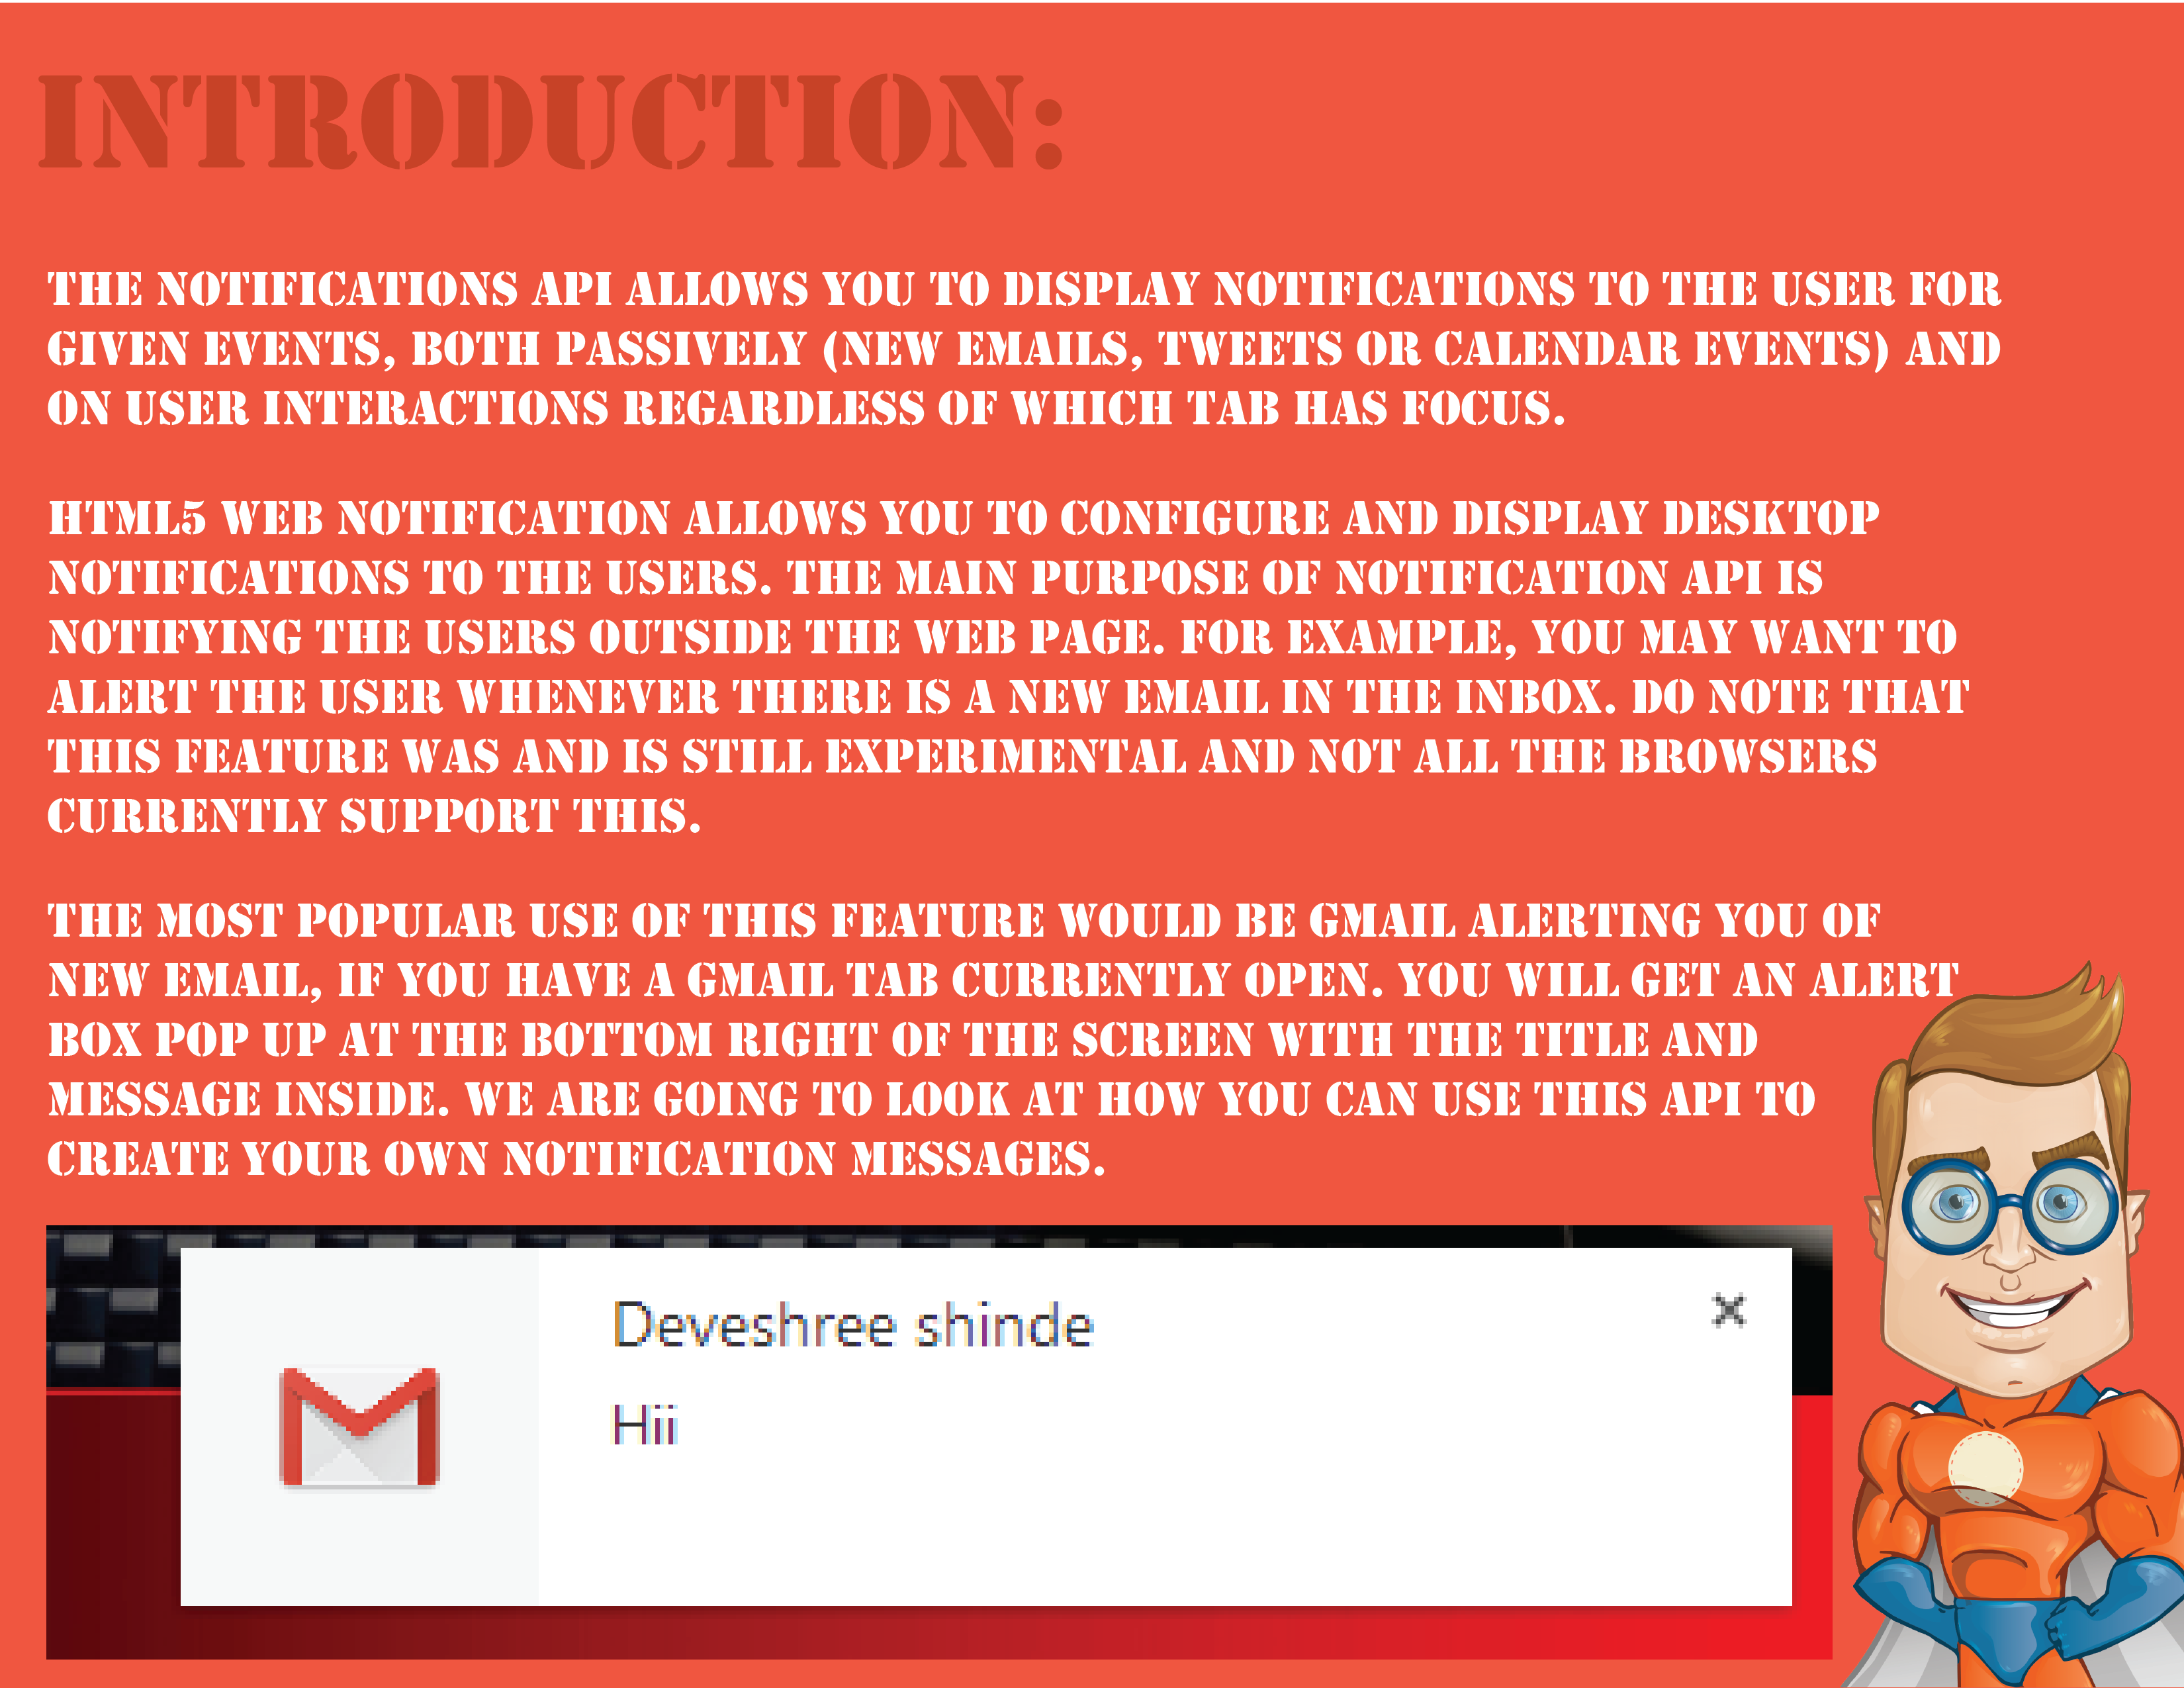 INTRODUCTION:
THE NOTIFICATIONS API ALLOWS YOU TO DISPLAY NOTIFICATIONS TO THE USER FOR
GIVEN EVENTS, BOTH PASSIVELY (NEW EMAILS, TWEETS OR CALENDAR EVENTS) AND
ON USER INTERACTIONS REGARDLESS OF WHICH TAB HAS FOCUS.
HTML5 WEB NOTIFICATION ALLOWS YOU TO CONFIGURE AND DISPLAY DESKTOP
NOTIFICATIONS TO THE USERS. THE MAIN PURPOSE OF NOTIFICATION API IS
NOTIFYING THE USERS OUTSIDE THE WEB PAGE. FOR EXAMPLE, YOU MAY WANT TO
ALERT THE USER WHENEVER THERE IS A NEW EMAIL IN THE INBOX. DO NOTE THAT
THIS FEATURE WAS AND IS STILL EXPERIMENTAL AND NOT ALL THE BROWSERS
CURRENTLY SUPPORT THIS.
THE MOST POPULAR USE OF THIS FEATURE WOULD BE GMAIL ALERTING YOU OF
NEW EMAIL, IF YOU HAVE A GMAIL TAB CURRENTLY OPEN. YOU WILL GET AN ALERT
BOX POP UP AT THE BOTTOM RIGHT OF THE SCREEN WITH THE TITLE AND
MESSAGE INSIDE. WE ARE GOING TO LOOK AT HOW YOU CAN USE THIS API TO
CREATE YOUR OWN NOTIFICATION MESSAGES.
Deveshree shinde
Hii